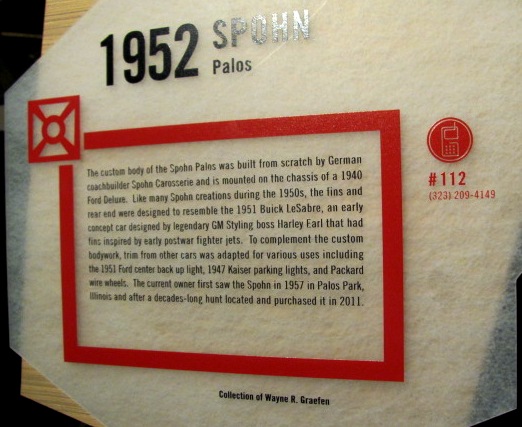 1952 SPOHN
Palos
The custom body of the Spohn Palos was built from scratch by German
coachbuilder Spohn Carosserie and is mounted on the chassis of a 1940
Ford Deluxe. Like many Spohn creations during the 1950s, the fins and
rear end were designed to resemble the 1951 Buick LeSabre, an early
concept car designed by legendary GM Styling boss Harley Earl that had
fins inspired by early postwar fighter jets. To complement the custom
bodywork, trim from other cars was adapted for various uses including
the 1951 Ford center back up light, 1947 Kaiser parking lights, and Packard
wire wheels. The current owner first saw the Spohn in 1957 in Palos Park,
Illinois and after a decades-long hunt located and purchased it in 2011.
#112
(323) 209-4149
Collection of Wayne R. Graefen